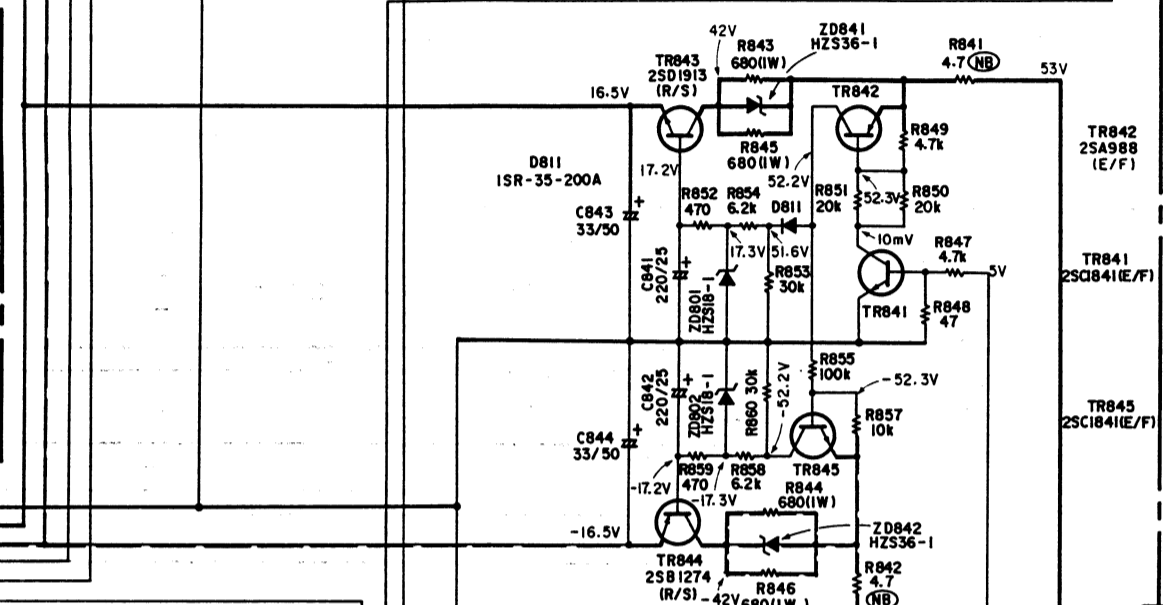 42V
R843
680(1W)
ZD841
HZS36-1
R841
4.7 NB
53V
TR843
2SD1913
(R/S)
16.5V
TR842
R845
680(1W)
R849
4.7k
TR842
2SA988
(E/F)
D811
1SR-35-200A
17.2V
52.2V
R852
470
R854
6.2k
D811
R851
20k
52.3V
R850
20k
C843
33/50
+
17.3V
51.6V
10mV
R847
4.7k
5V
C841
220/25
+
ZD801
HZS18-1
R853
30k
TR841
2SC1841(E/F)
TR841
R848
47
R855
100k
-52.3V
C842
220/25
+
ZD802
HZS18-1
R860 30k
-52.2V
R857
10k
TR845
2SC1841(E/F)
C844
33/50
+
R859
470
R858
6.2k
TR845
-17.2V
-17.3V
R844
680(1W)
-16.5V
ZD842
HZS36-1
TR844
2SB1274
(R/S)
-42V
R846
680(1W)
R842
4.7
NB